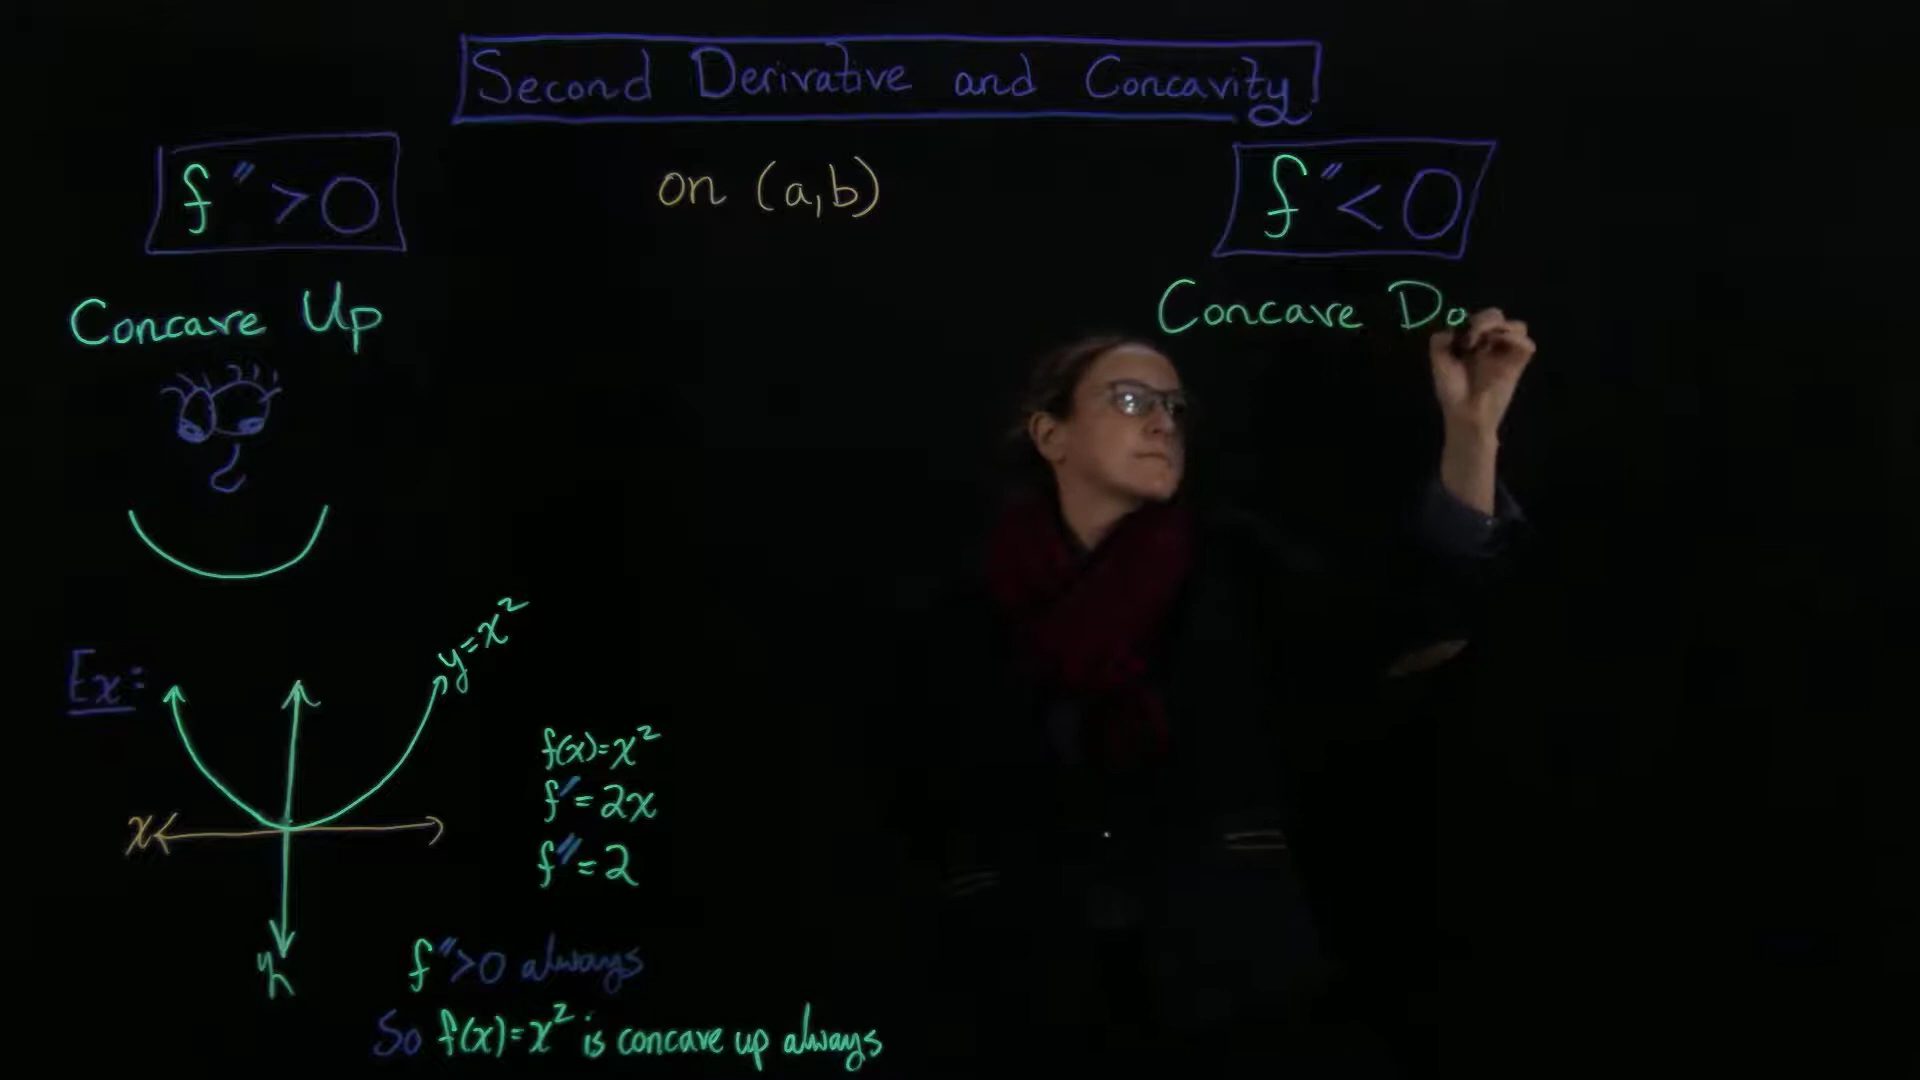 Second Derivative and Concavity
f″ > 0
on (a,b)
f″ < 0
Concave Up
Concave Do
Ex:
y=x²
f(x)=x²
f′=2x
x
f″=2
y
f″>0 always
So f(x)=x² is concave up always